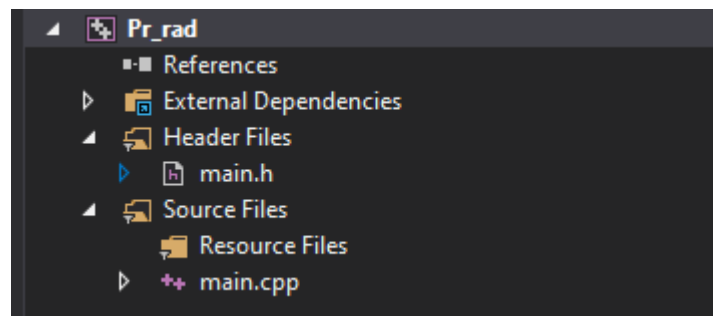 Pr_rad
References
External Dependencies
Header Files
main.h
Source Files
Resource Files
main.cpp